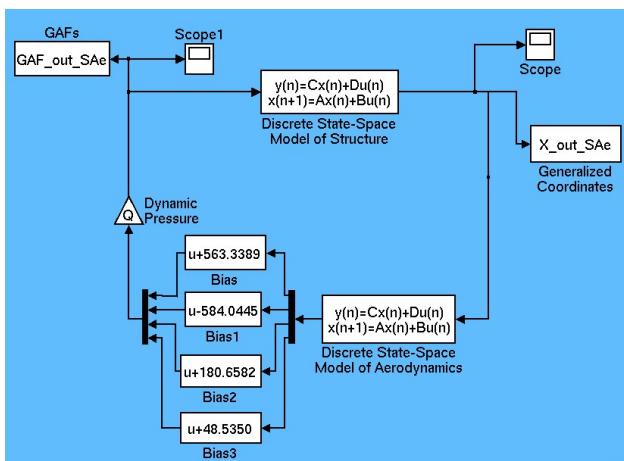 GAFs
GAF_out_SAe
Scope1
Scope
y(n)=Cx(n)+Du(n)
x(n+1)=Ax(n)+Bu(n)
Discrete State-Space
Model of Structure
X_out_SAe
Generalized
Coordinates
Q
Dynamic
Pressure
u+563.3389
Bias
u-584.0445
Bias1
u+180.6582
Bias2
u+48.5350
Bias3
y(n)=Cx(n)+Du(n)
x(n+1)=Ax(n)+Bu(n)
Discrete State-Space
Model of Aerodynamics